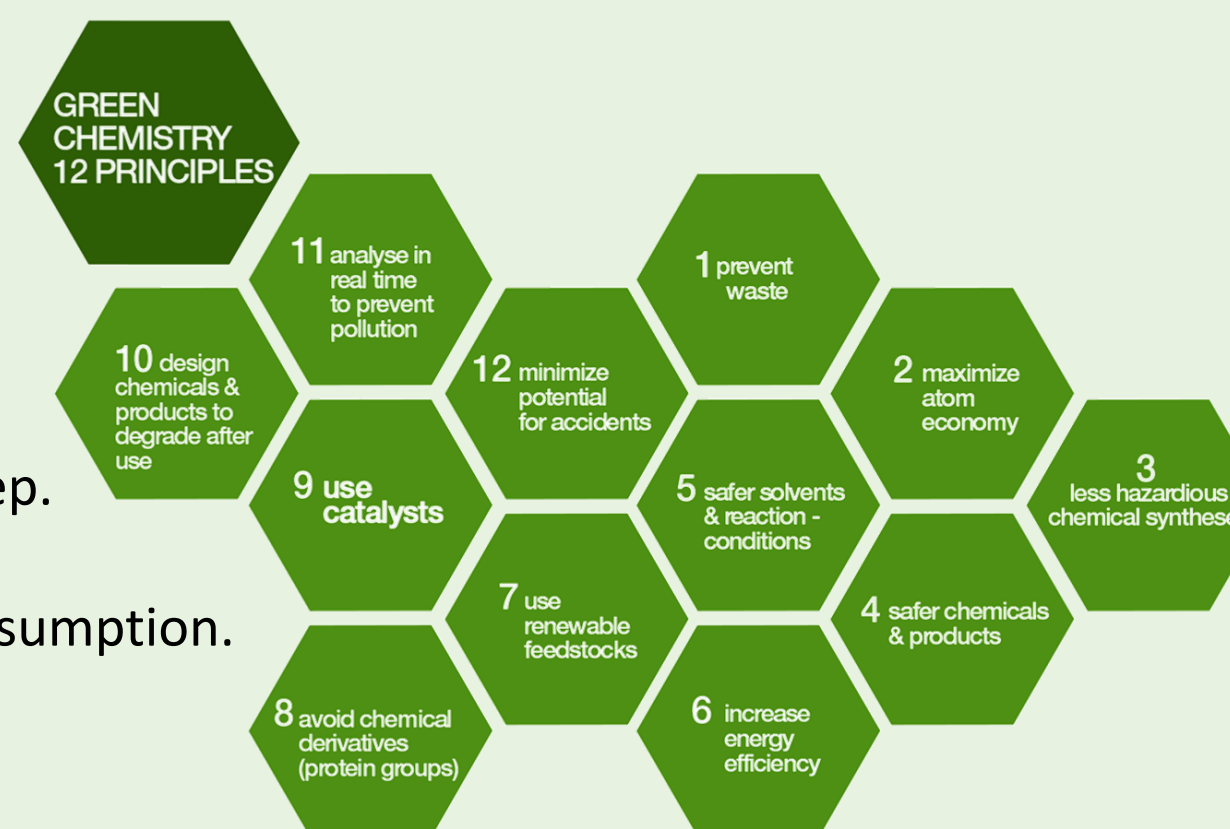 GREEN
CHEMISTRY
12 PRINCIPLES
11 analyse in
real time
to prevent
pollution
1 prevent
waste
10 design
chemicals &
products to
degrade after
use
12 minimize
potential
for accidents
2 maximize
atom
economy
9 use
catalysts
5 safer solvents
& reaction -
conditions
3
less hazardious
chemical synthese
ep.
7 use
renewable
feedstocks
4 safer chemicals
& products
sumption.
8 avoid chemical
derivatives
(protein groups)
6 increase
energy
efficiency